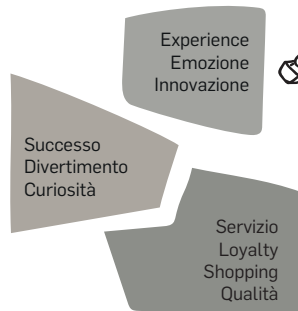 Experience
Emozione
Innovazione
Successo
Divertimento
Curiosità
Servizio
Loyalty
Shopping
Qualità